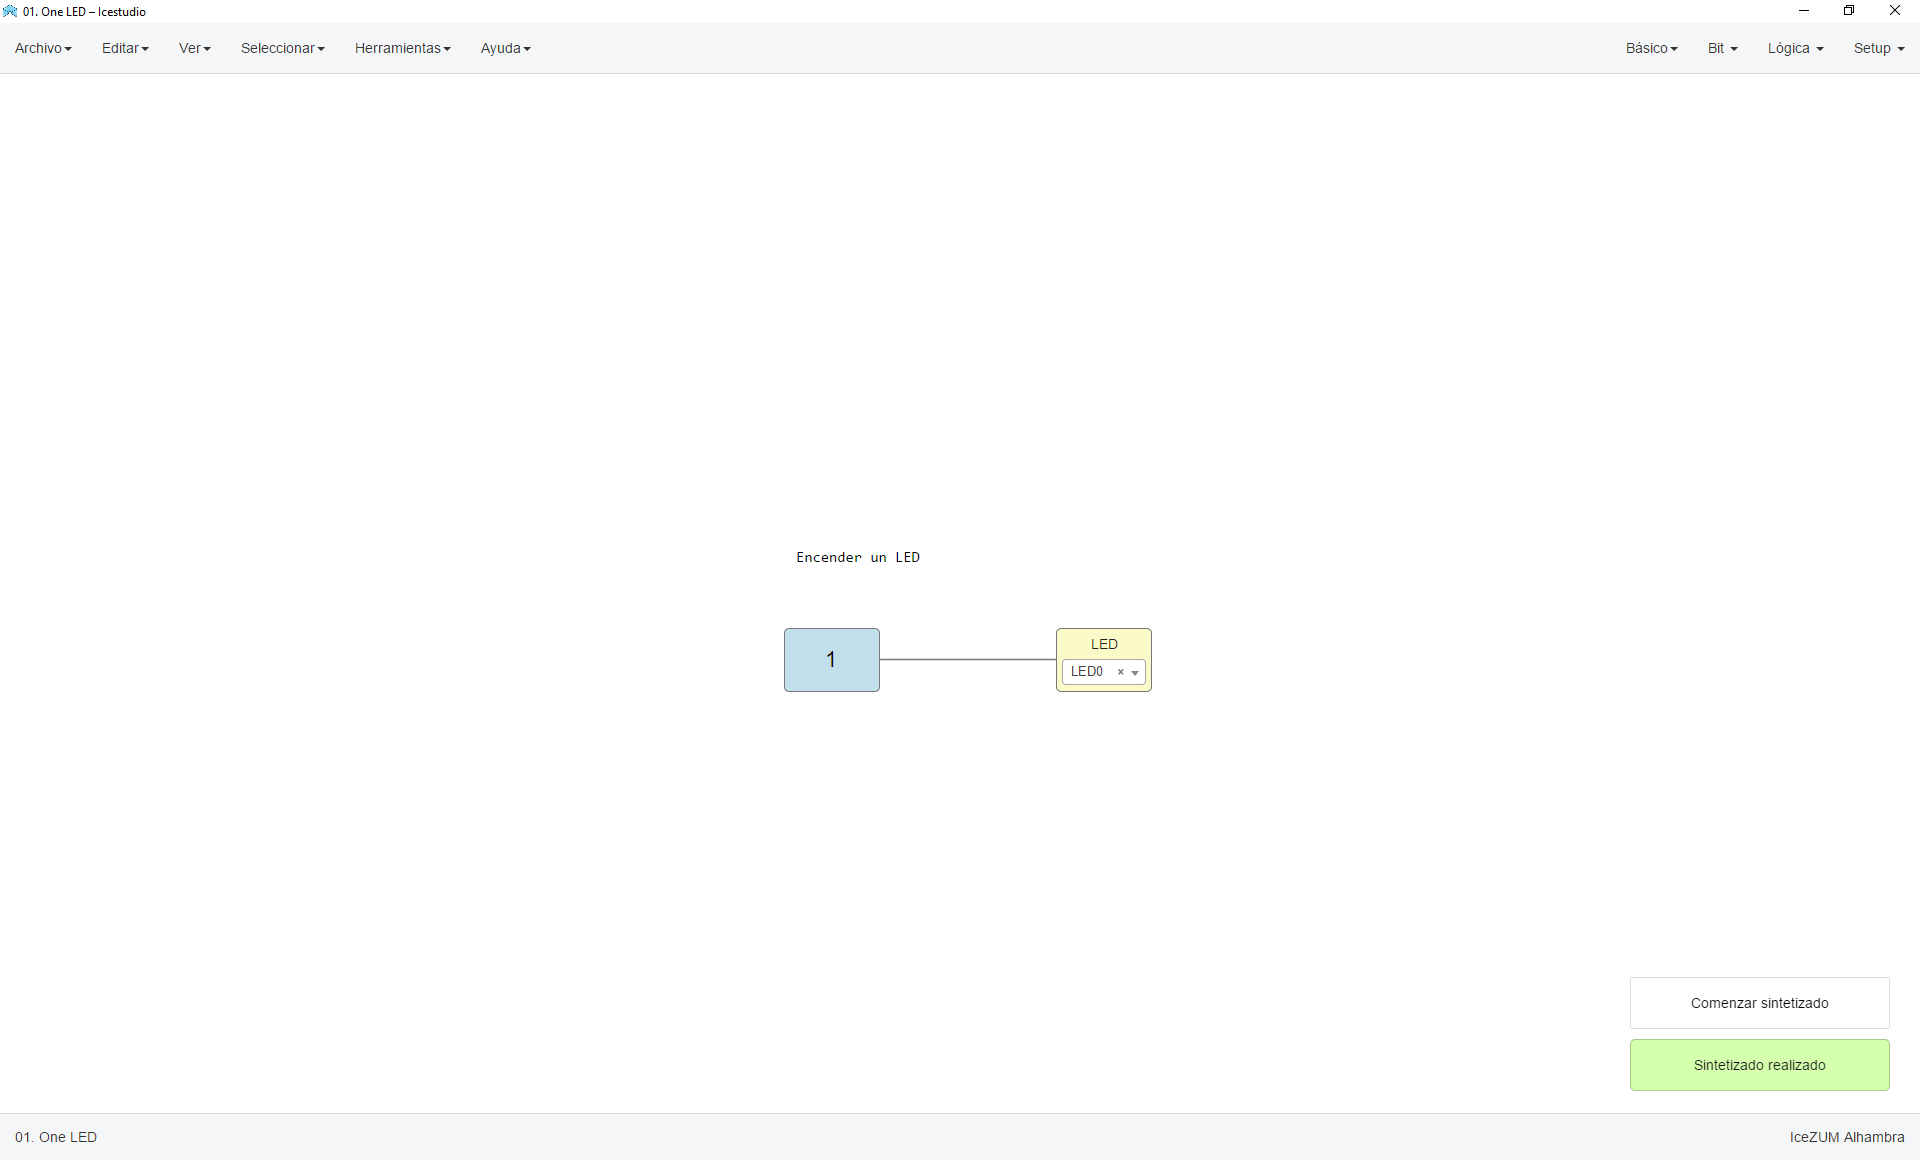 01. One LED – Icestudio
Archivo Editar Ver Seleccionar Herramientas Ayuda Básico Bit Lógica Setup
Encender un LED
1
LED
LED0 ×
Comenzar sintetizado
Sintetizado realizado
01. One LED IceZUM Alhambra